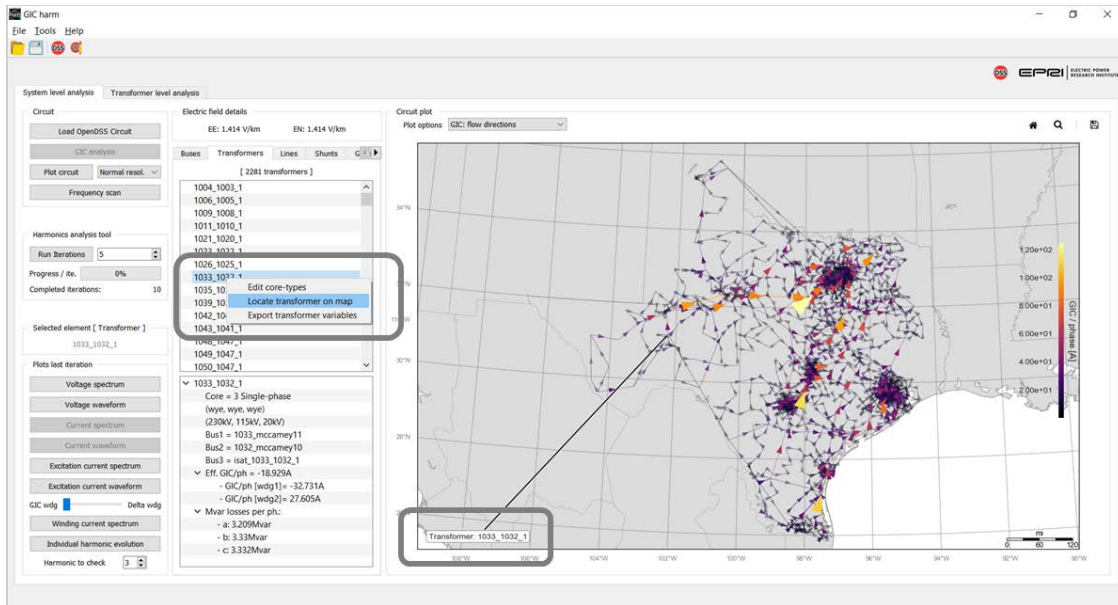 GIC harm
File Tools Help
DSS
DSS EPRI ELECTRIC POWER
RESEARCH INSTITUTE
System level analysis Transformer level analysis
Circuit
Load OpenDSS Circuit
GIC analysis
Plot circuit Normal resol.
Frequency scan
Harmonics analysis tool
Run Iterations 5
Progress / ite. 0%
Completed iterations: 10
Selected element [ Transformer ]
1033_1032_1
Plots last iteration
Voltage spectrum
Voltage waveform
Current spectrum
Current waveform
Excitation current spectrum
Excitation current waveform
GIC wdg Delta wdg
Winding current spectrum
Individual harmonic evolution
Harmonic to check 3
Electric field details
EE: 1.414 V/km EN: 1.414 V/km
Buses Transformers Lines Shunts G
[ 2281 transformers ]
1004_1003_1
1006_1005_1
1009_1008_1
1011_1010_1
1021_1020_1
1026_1025_1
1033_1032_1
1035_10
1039_10
1042_10
1043_1041_1
1048_1047_1
1049_1047_1
1050_1047_1
Edit core-types
Locate transformer on map
Export transformer variables
1033_1032_1
Core = 3 Single-phase
(wye, wye, wye)
(230kV, 115kV, 20kV)
Bus1 = 1033_mccamey11
Bus2 = 1032_mccamey10
Bus3 = isat_1033_1032_1
Eff. GIC/ph = -18.929A
- GIC/ph [wdg1]= -32.731A
- GIC/ph [wdg2]= 27.605A
Mvar losses per ph.:
- a: 3.209Mvar
- b: 3.33Mvar
- c: 3.332Mvar
Circuit plot
Plot options GIC: flow directions
34°N
30°N
28°N
Transformer: 1033_1032_1
108°W 106°W 104°W 102°W 100°W 98°W 96°W 94°W 92°W 90°W
1.20e+02
1.00e+02
8.00e+01
6.00e+01
4.00e+01
2.00e+01
GIC / phase [A]
mi
0 60 120